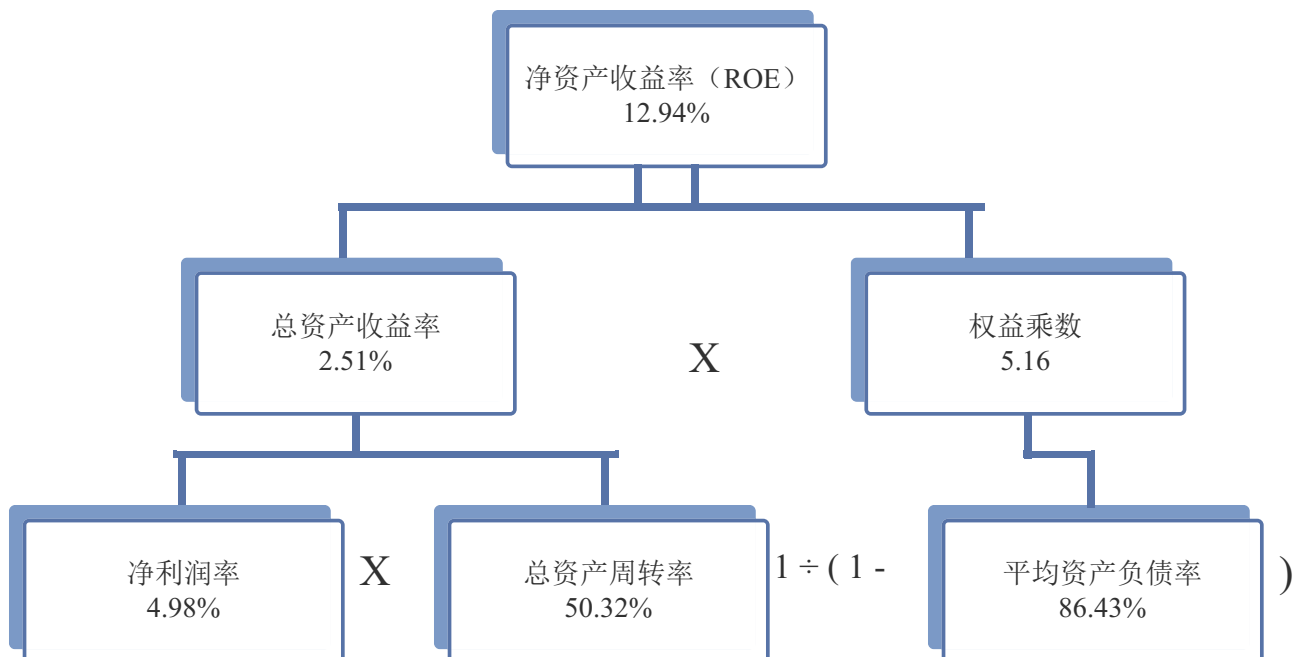 净资产收益率（ROE）
12.94%
总资产收益率
2.51%
X
权益乘数
5.16
净利润率
4.98%
X
总资产周转率
50.32%
1 ÷ ( 1 -
平均资产负债率
86.43%
)